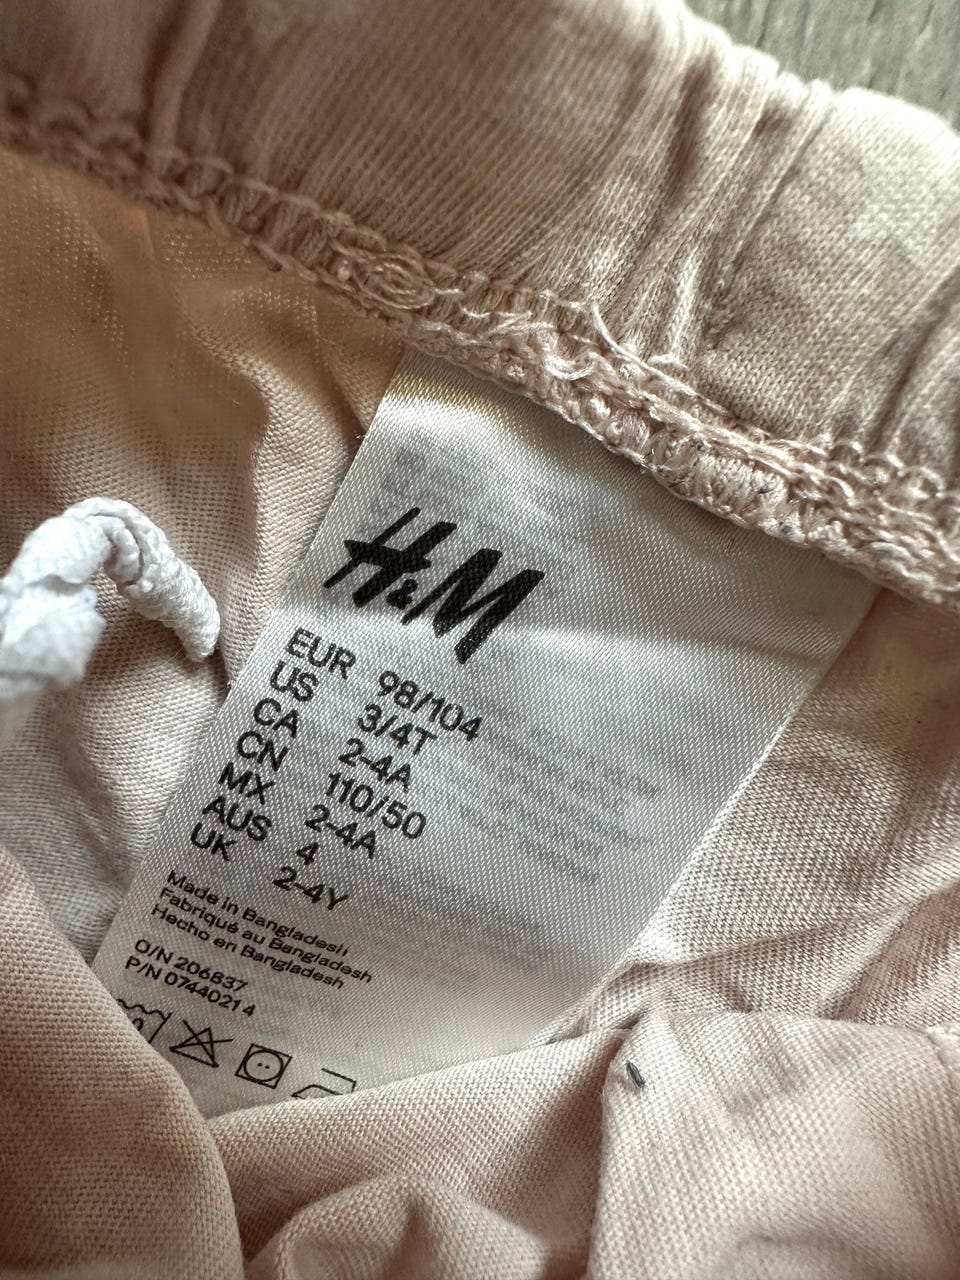 H&M
EUR 98/104
US 3/4T
CA 2-4A
CN 110/50
MX 2-4A
AUS 4
UK 2-4Y
Made in Bangladesh
Fabriqué au Bangladesh
Hecho en Bangladesh
O/N 206837
P/N 07440214